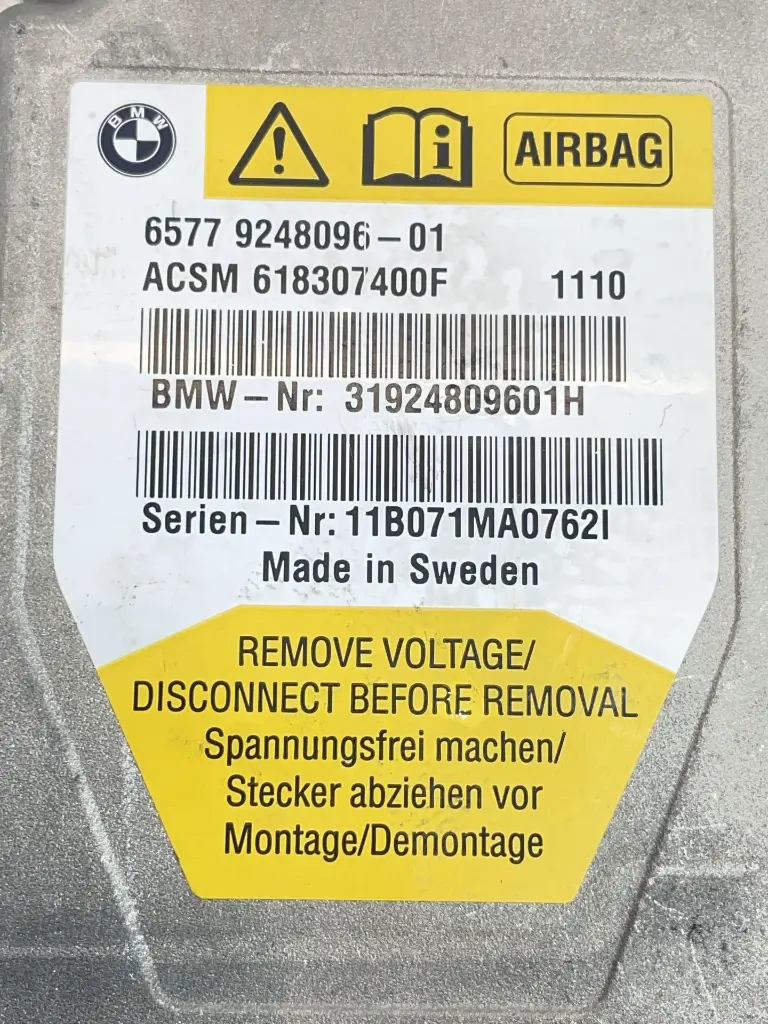 BMW
AIRBAG
6577 9248096-01
ACSM 618307400F 1110
BMW-Nr: 31924809601H
Serien-Nr: 11B071MA0762I
Made in Sweden
REMOVE VOLTAGE/
DISCONNECT BEFORE REMOVAL
Spannungsfrei machen/
Stecker abziehen vor
Montage/Demontage